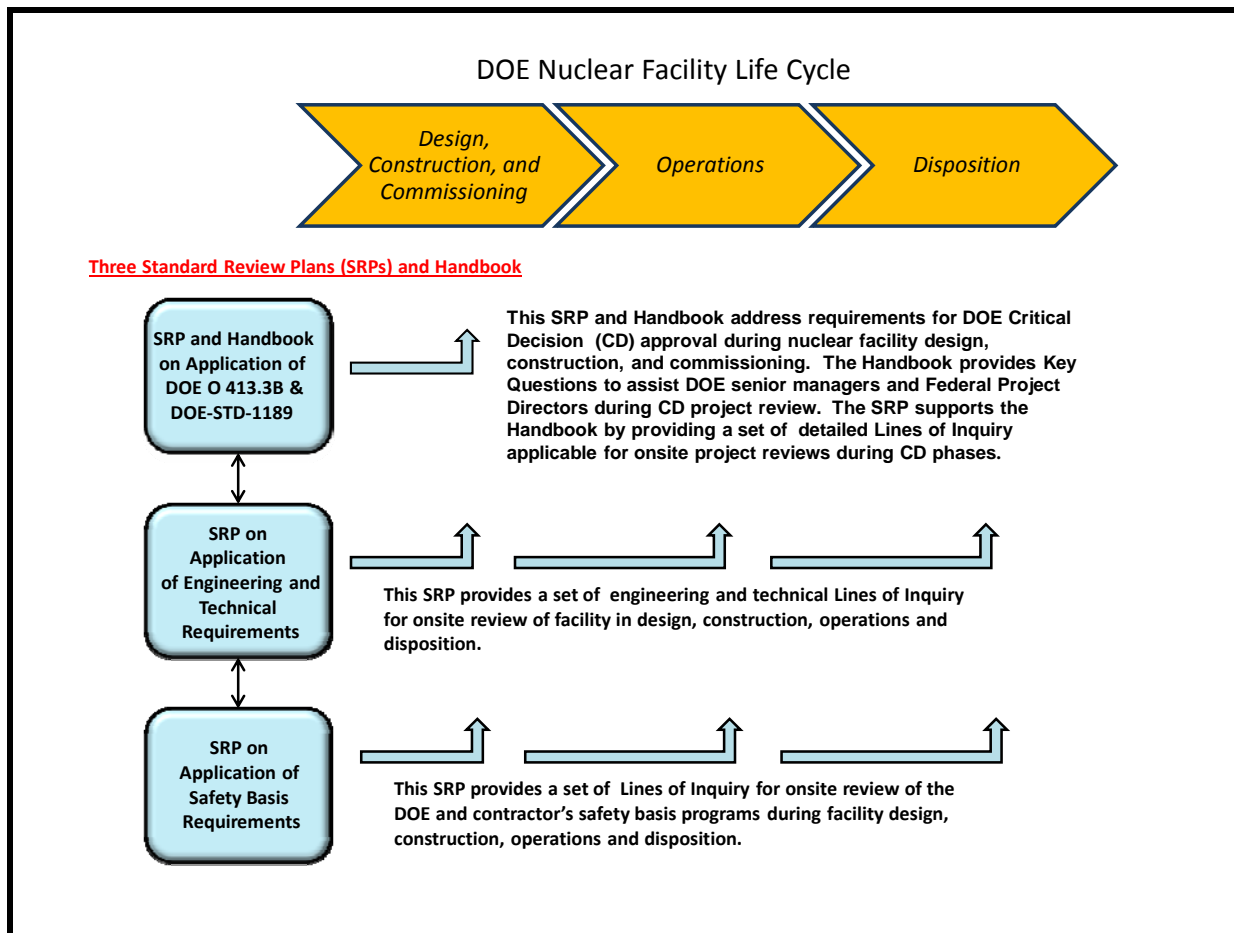 DOE Nuclear Facility Life Cycle
Design,
Construction, and
Commissioning
Operations
Disposition
Three Standard Review Plans (SRPs) and Handbook
SRP and Handbook
on Application of
DOE O 413.3B &
DOE-STD-1189
This SRP and Handbook address requirements for DOE Critical
Decision (CD) approval during nuclear facility design,
construction, and commissioning. The Handbook provides Key
Questions to assist DOE senior managers and Federal Project
Directors during CD project review. The SRP supports the
Handbook by providing a set of detailed Lines of Inquiry
applicable for onsite project reviews during CD phases.
SRP on
Application
of Engineering and
Technical
Requirements
This SRP provides a set of engineering and technical Lines of Inquiry
for onsite review of facility in design, construction, operations and
disposition.
SRP on
Application of
Safety Basis
Requirements
This SRP provides a set of Lines of Inquiry for onsite review of the
DOE and contractor's safety basis programs during facility design,
construction, operations and disposition.